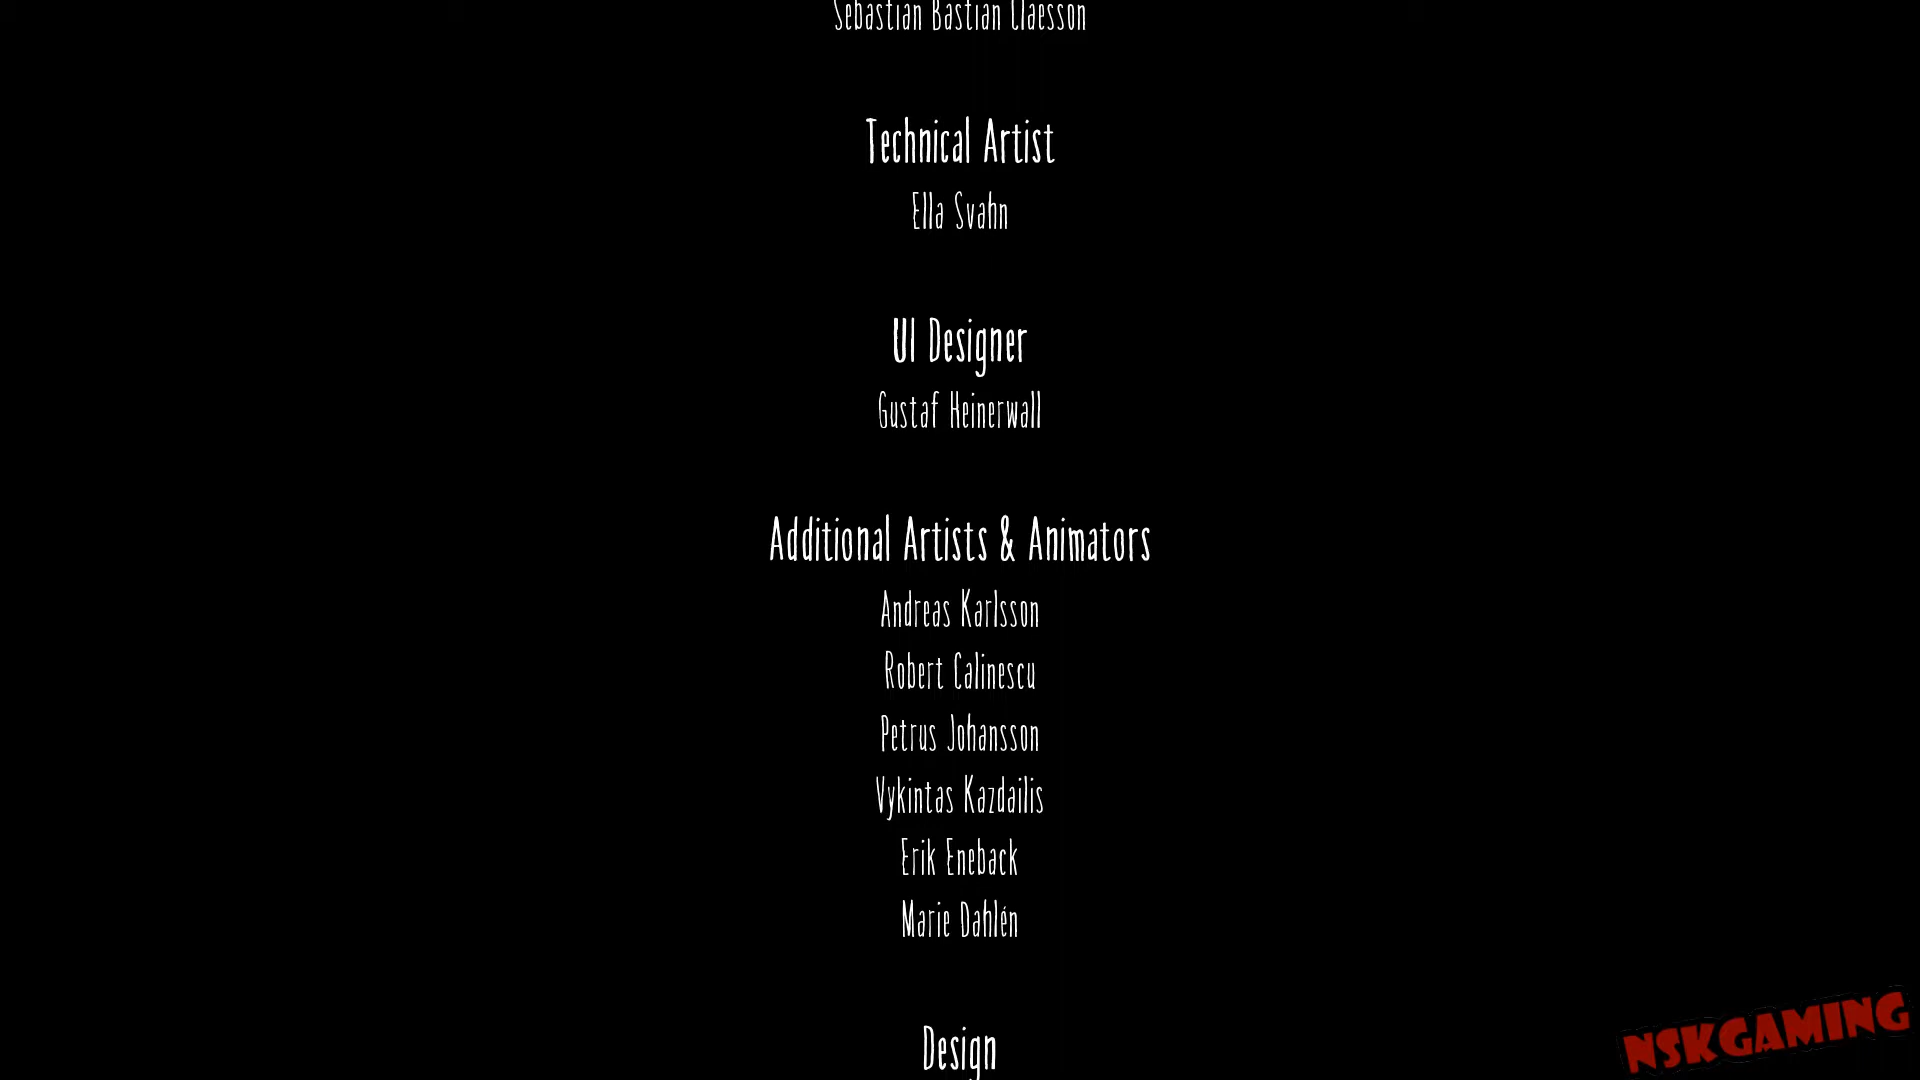 Sebastian Bastian Claesson
Technical Artist
Ella Svahn
UI Designer
Gustaf Heinerwall
Additional Artists & Animators
Andreas Karlsson
Robert Calinescu
Petrus Johansson
Vykintas Kazdailis
Erik Eneback
Marie Dahlén
Design
NSKGAMING